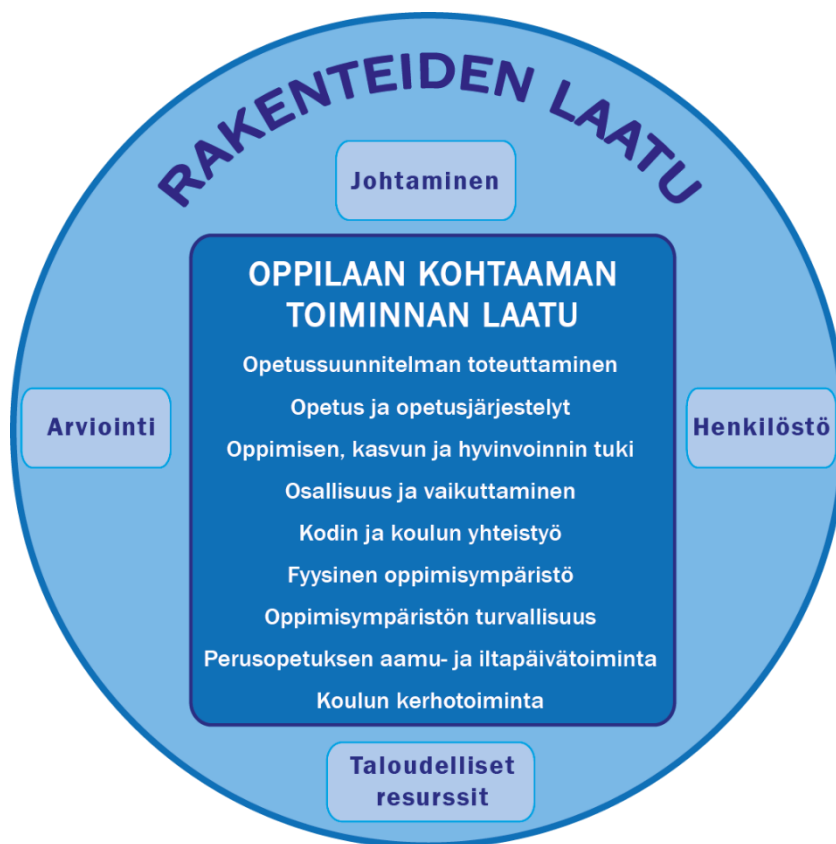 RAKENTEIDEN LAATU
Johtaminen
OPPILAAN KOHTAAMAN
TOIMINNAN LAATU
Opetussuunnitelman toteuttaminen
Opetus ja opetusjärjestelyt
Oppimisen, kasvun ja hyvinvoinnin tuki
Osallisuus ja vaikuttaminen
Kodin ja koulun yhteistyö
Fyysinen oppimisympäristö
Oppimisympäristön turvallisuus
Perusopetuksen aamu- ja iltapäivätoiminta
Koulun kerhotoiminta
Arviointi
Henkilöstö
Taloudelliset
resurssit